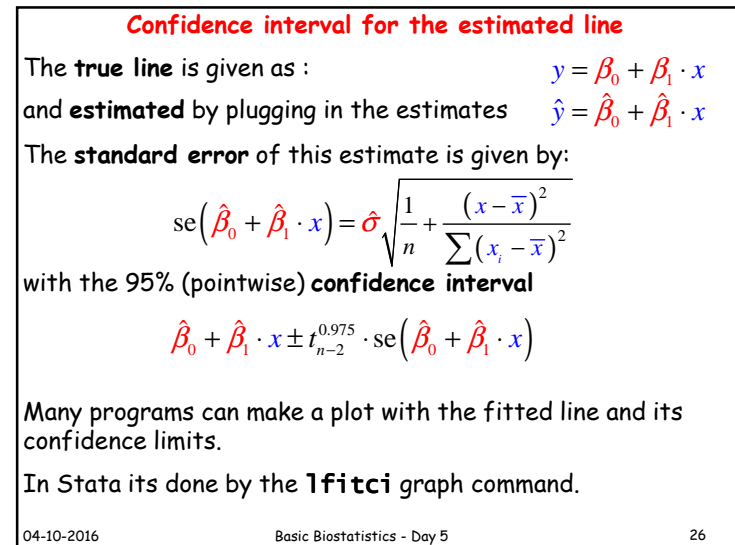 Confidence interval for the estimated line
The true line is given as : y = β₀ + β₁ · x
and estimated by plugging in the estimates ŷ = β̂₀ + β̂₁ · x
The standard error of this estimate is given by:
se(β̂₀ + β̂₁ · x) = σ̂ √(1/n + (x − x̅)² / ∑(xᵢ − x̅)²)
with the 95% (pointwise) confidence interval
β̂₀ + β̂₁ · x ± t₍ₙ₋₂₎^0.975 · se(β̂₀ + β̂₁ · x)
Many programs can make a plot with the fitted line and its
confidence limits.
In Stata its done by the lfitci graph command.
04-10-2016 Basic Biostatistics - Day 5 26